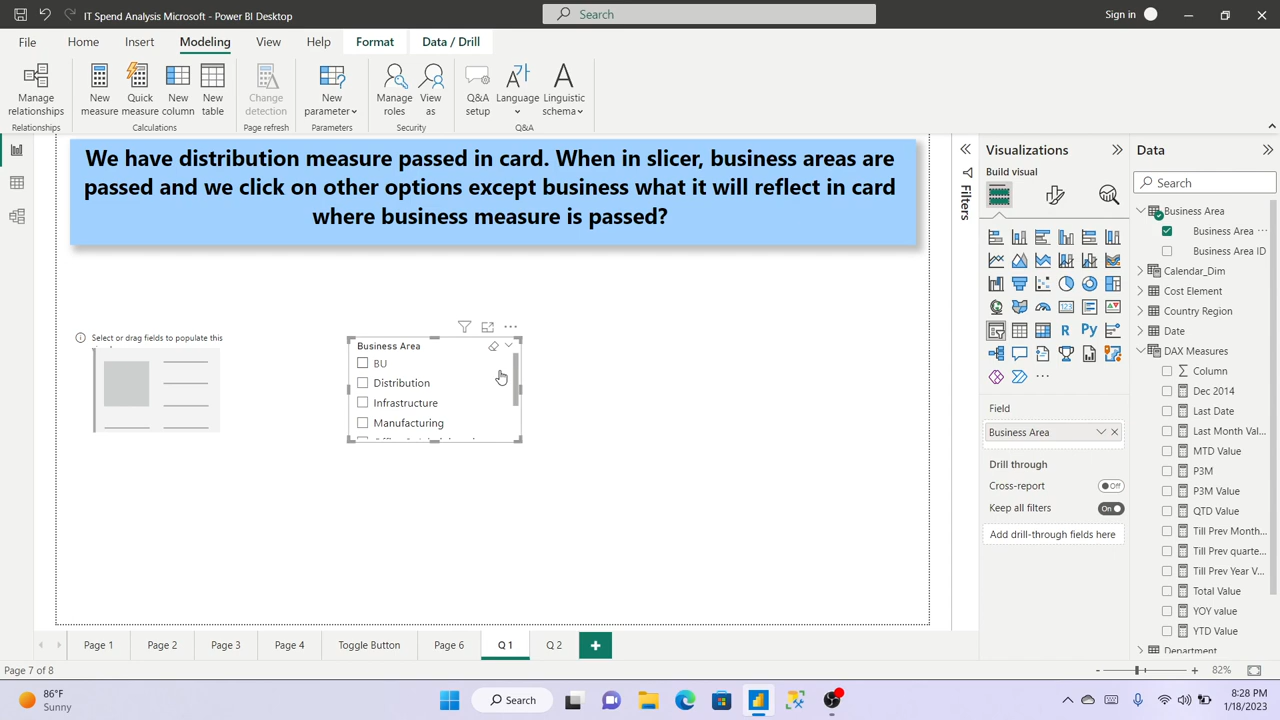 IT Spend Analysis Microsoft - Power BI Desktop
Search
Sign in
File
Home
Insert
Modeling
View
Help
Format
Data / Drill
Manage relationships
New measure
Quick measure
New column
New table
Change detection
New parameter
Manage roles
View as
Q&A setup
Language
Linguistic schema
Relationships
Calculations
Page refresh
Parameters
Security
Q&A
We have distribution measure passed in card. When in slicer, business areas are
passed and we click on other options except business what it will reflect in card
where business measure is passed?
Select or drag fields to populate this
Business Area
BU
Distribution
Infrastructure
Manufacturing
Filters
Visualizations
Build visual
R
Py
123
Field
Business Area
Drill through
Cross-report
Off
Keep all filters
On
Add drill-through fields here
Data
Search
Business Area
Business Area
Business Area ID
Calendar_Dim
Cost Element
Country Region
Date
DAX Measures
Column
Dec 2014
Last Date
Last Month Val...
MTD Value
P3M
P3M Value
QTD Value
Till Prev Month...
Till Prev quarte...
Till Prev Year V...
Total Value
YOY value
YTD Value
Department
Page 1
Page 2
Page 3
Page 4
Toggle Button
Page 6
Q 1
Q 2
Page 7 of 8
82%
86°F
Sunny
Search
8:28 PM
1/18/2023